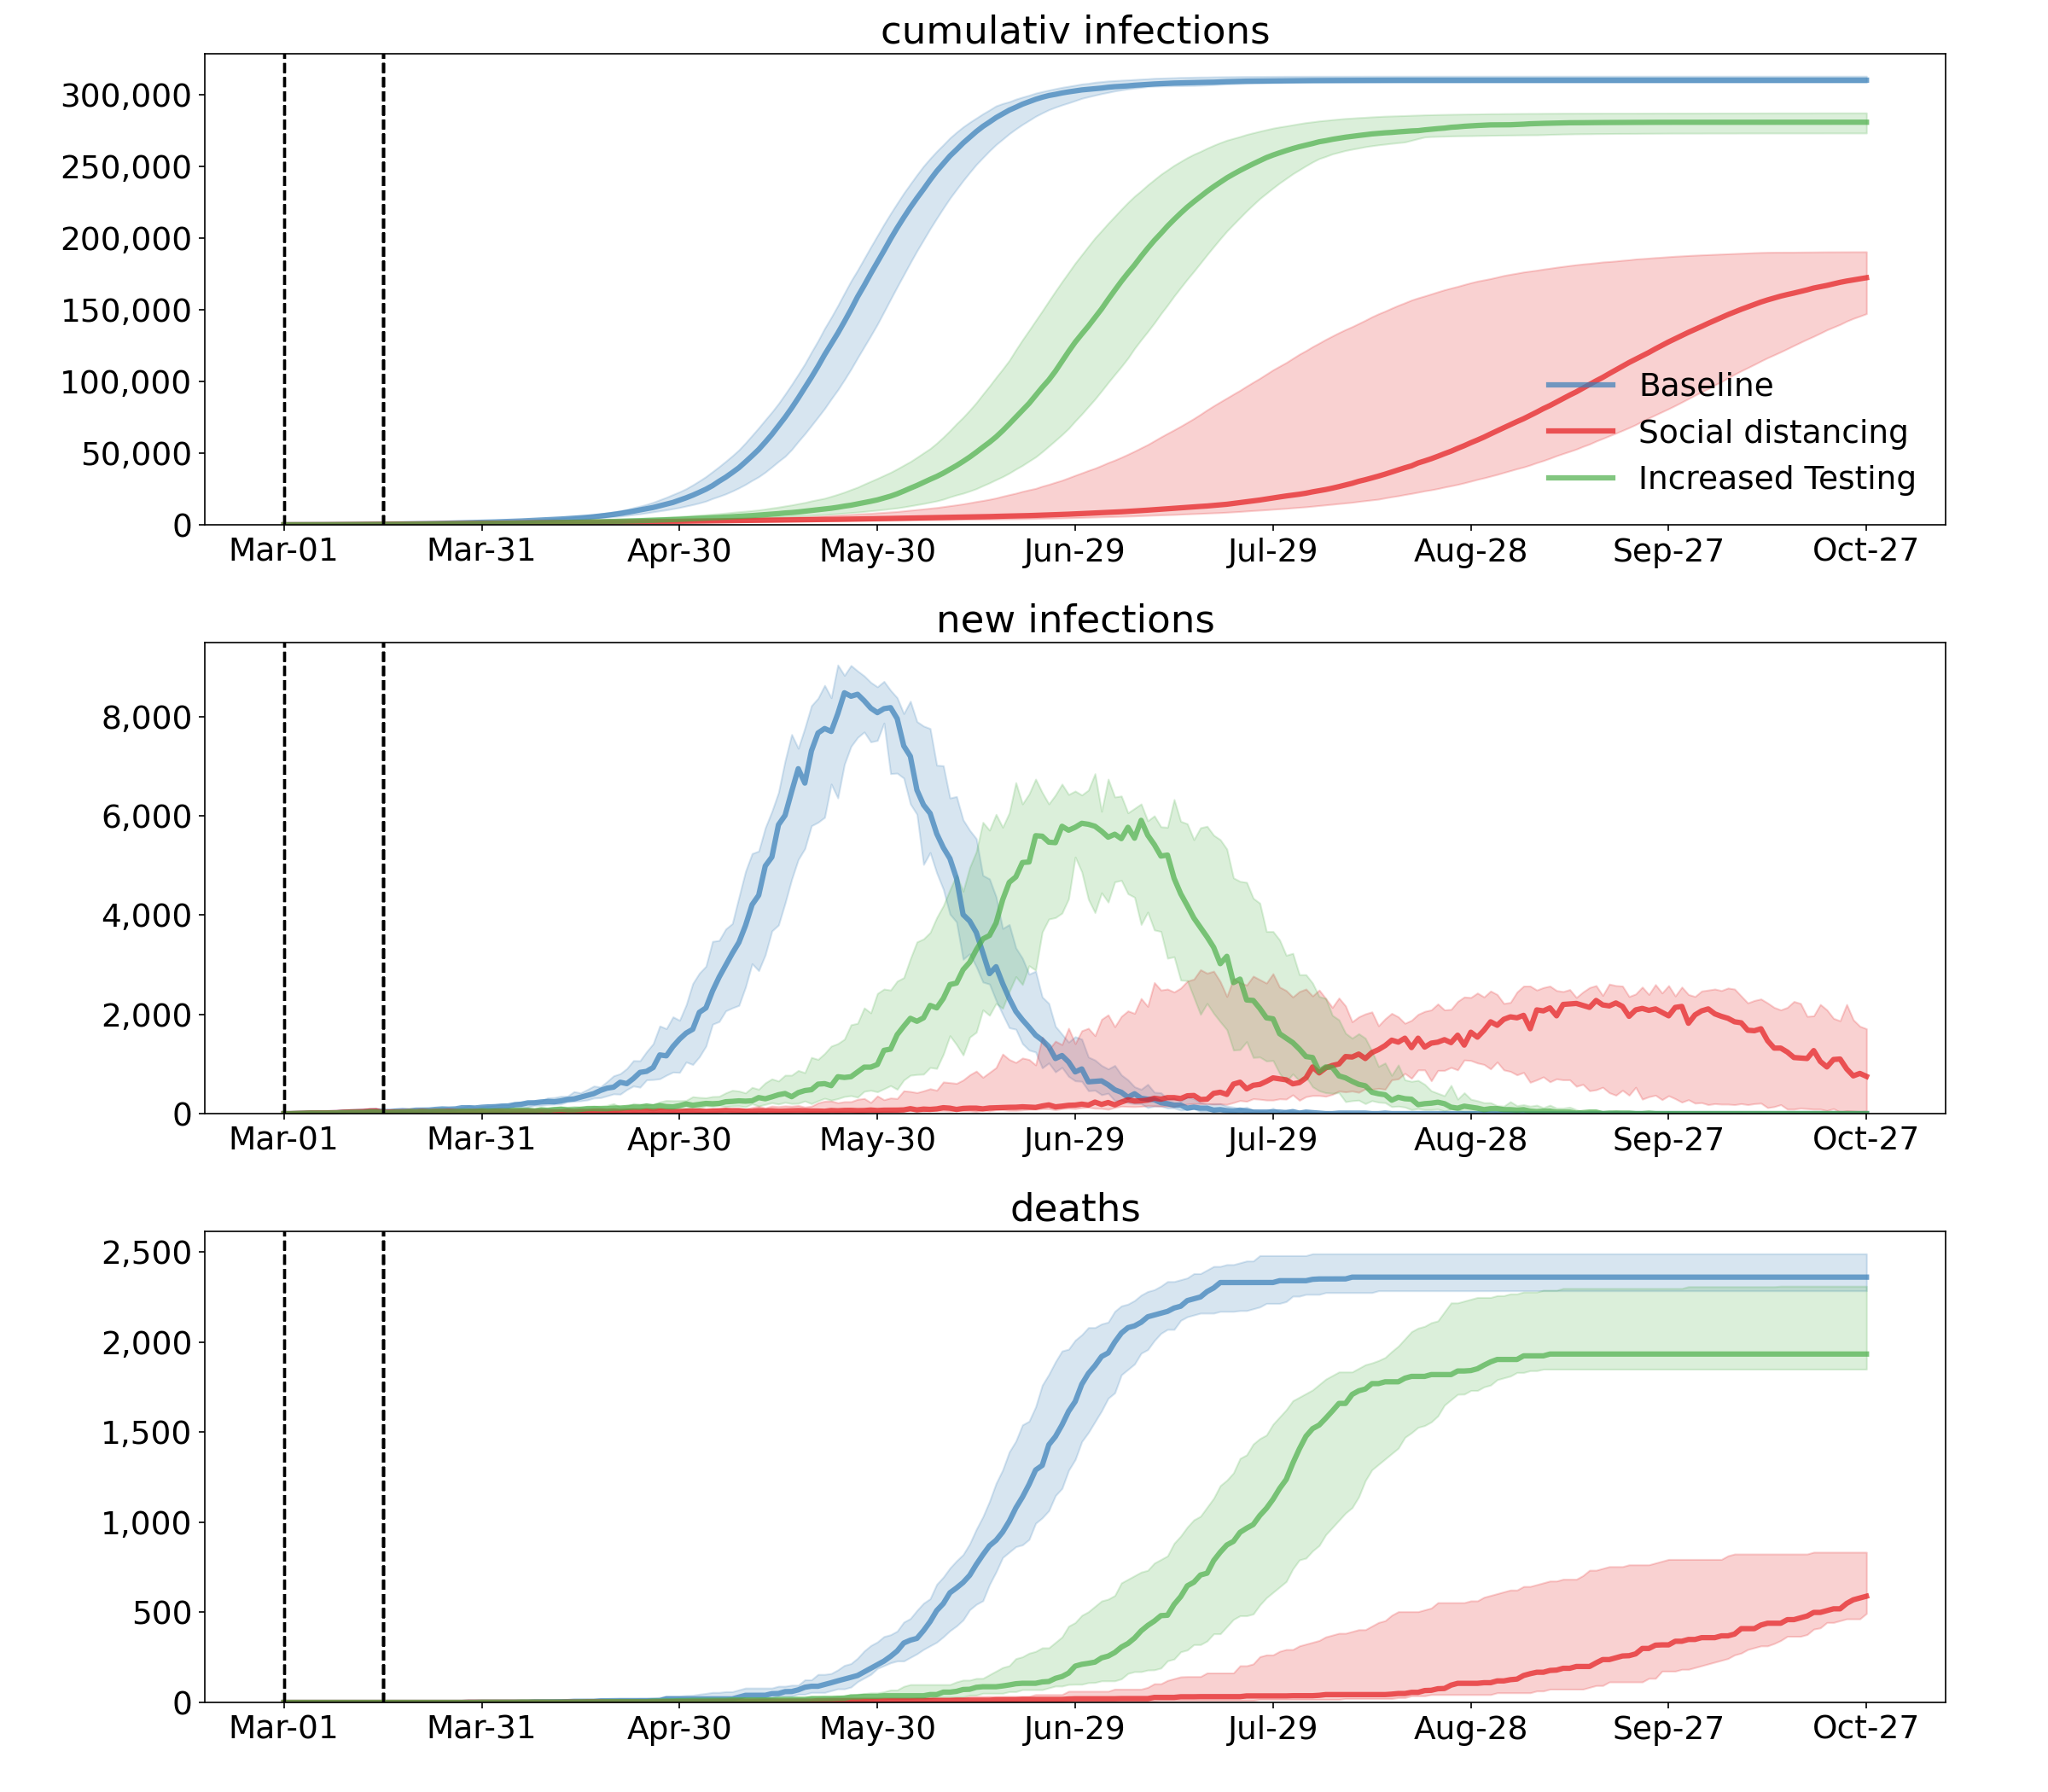 cumulativ infections
300,000
250,000
200,000
150,000
100,000
50,000
0
Baseline
Social distancing
Increased Testing
Mar-01 Mar-31 Apr-30 May-30 Jun-29 Jul-29 Aug-28 Sep-27 Oct-27
new infections
8,000
6,000
4,000
2,000
0
Mar-01 Mar-31 Apr-30 May-30 Jun-29 Jul-29 Aug-28 Sep-27 Oct-27
deaths
2,500
2,000
1,500
1,000
500
0
Mar-01 Mar-31 Apr-30 May-30 Jun-29 Jul-29 Aug-28 Sep-27 Oct-27